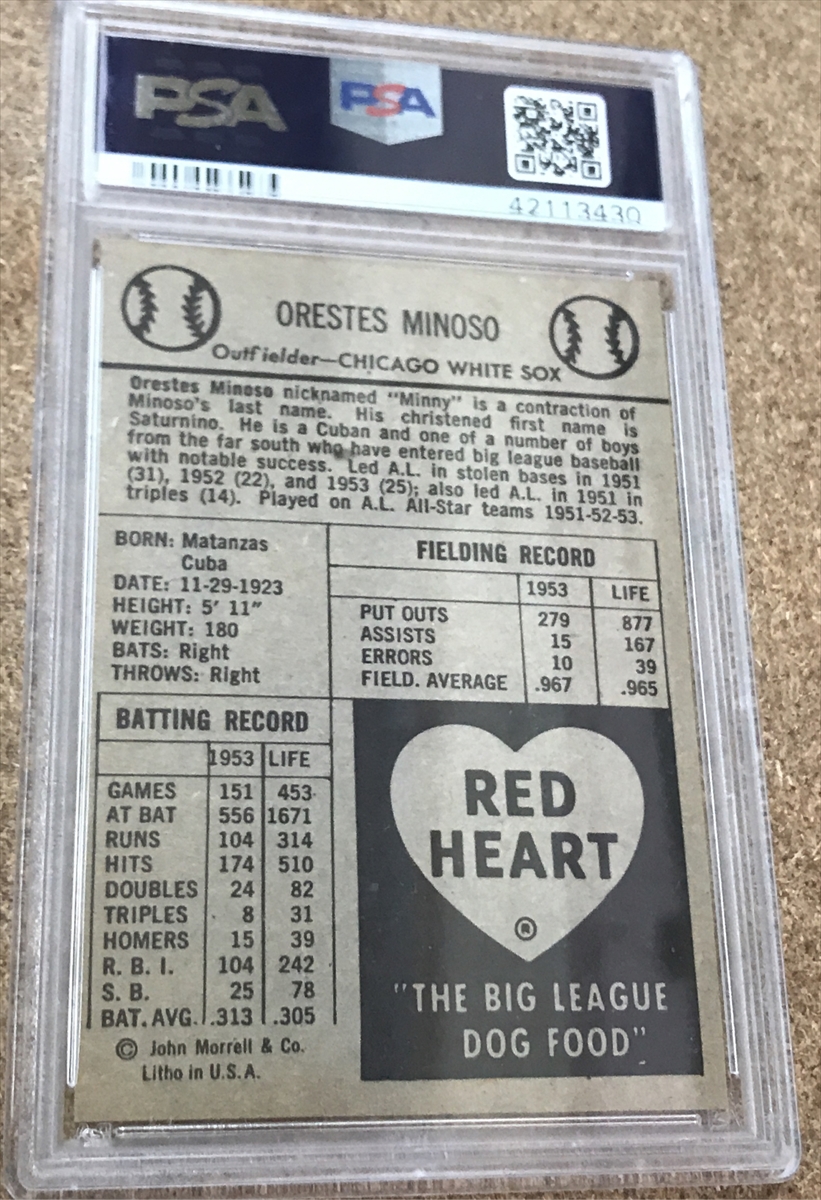 PSA PSA
42113430
ORESTES MINOSO
Outfielder—CHICAGO WHITE SOX
Orestes Minoso nicknamed "Minny" is a contraction of
Minoso's last name. His christened first name is
Saturnino. He is a Cuban and one of a number of boys
from the far south who have entered big league baseball
with notable success. Led A.L. in stolen bases in 1951
(31), 1952 (22), and 1953 (25); also led A.L. in 1951 in
triples (14). Played on A.L. All-Star teams 1951-52-53.
BORN: Matanzas
Cuba
DATE: 11-29-1923
HEIGHT: 5' 11"
WEIGHT: 180
BATS: Right
THROWS: Right
FIELDING RECORD
1953 LIFE
PUT OUTS 279 877
ASSISTS 15 167
ERRORS 10 39
FIELD. AVERAGE .967 .965
BATTING RECORD
1953 LIFE
GAMES 151 453
AT BAT 556 1671
RUNS 104 314
HITS 174 510
DOUBLES 24 82
TRIPLES 8 31
HOMERS 15 39
R. B. I. 104 242
S. B. 25 78
BAT. AVG. .313 .305
© John Morrell & Co.
Litho in U.S.A.
RED
HEART
®
"THE BIG LEAGUE
DOG FOOD"